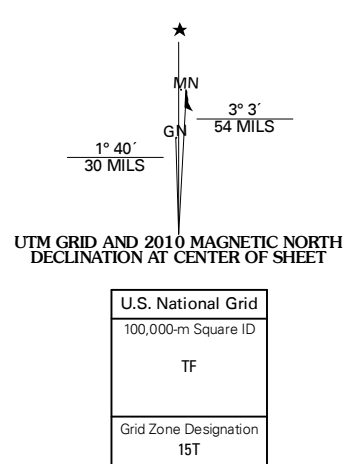 ★
MN
3° 3´
54 MILS
GN
1° 40´
30 MILS
UTM GRID AND 2010 MAGNETIC NORTH
DECLINATION AT CENTER OF SHEET
U.S. National Grid
100,000-m Square ID
TF
Grid Zone Designation
15T